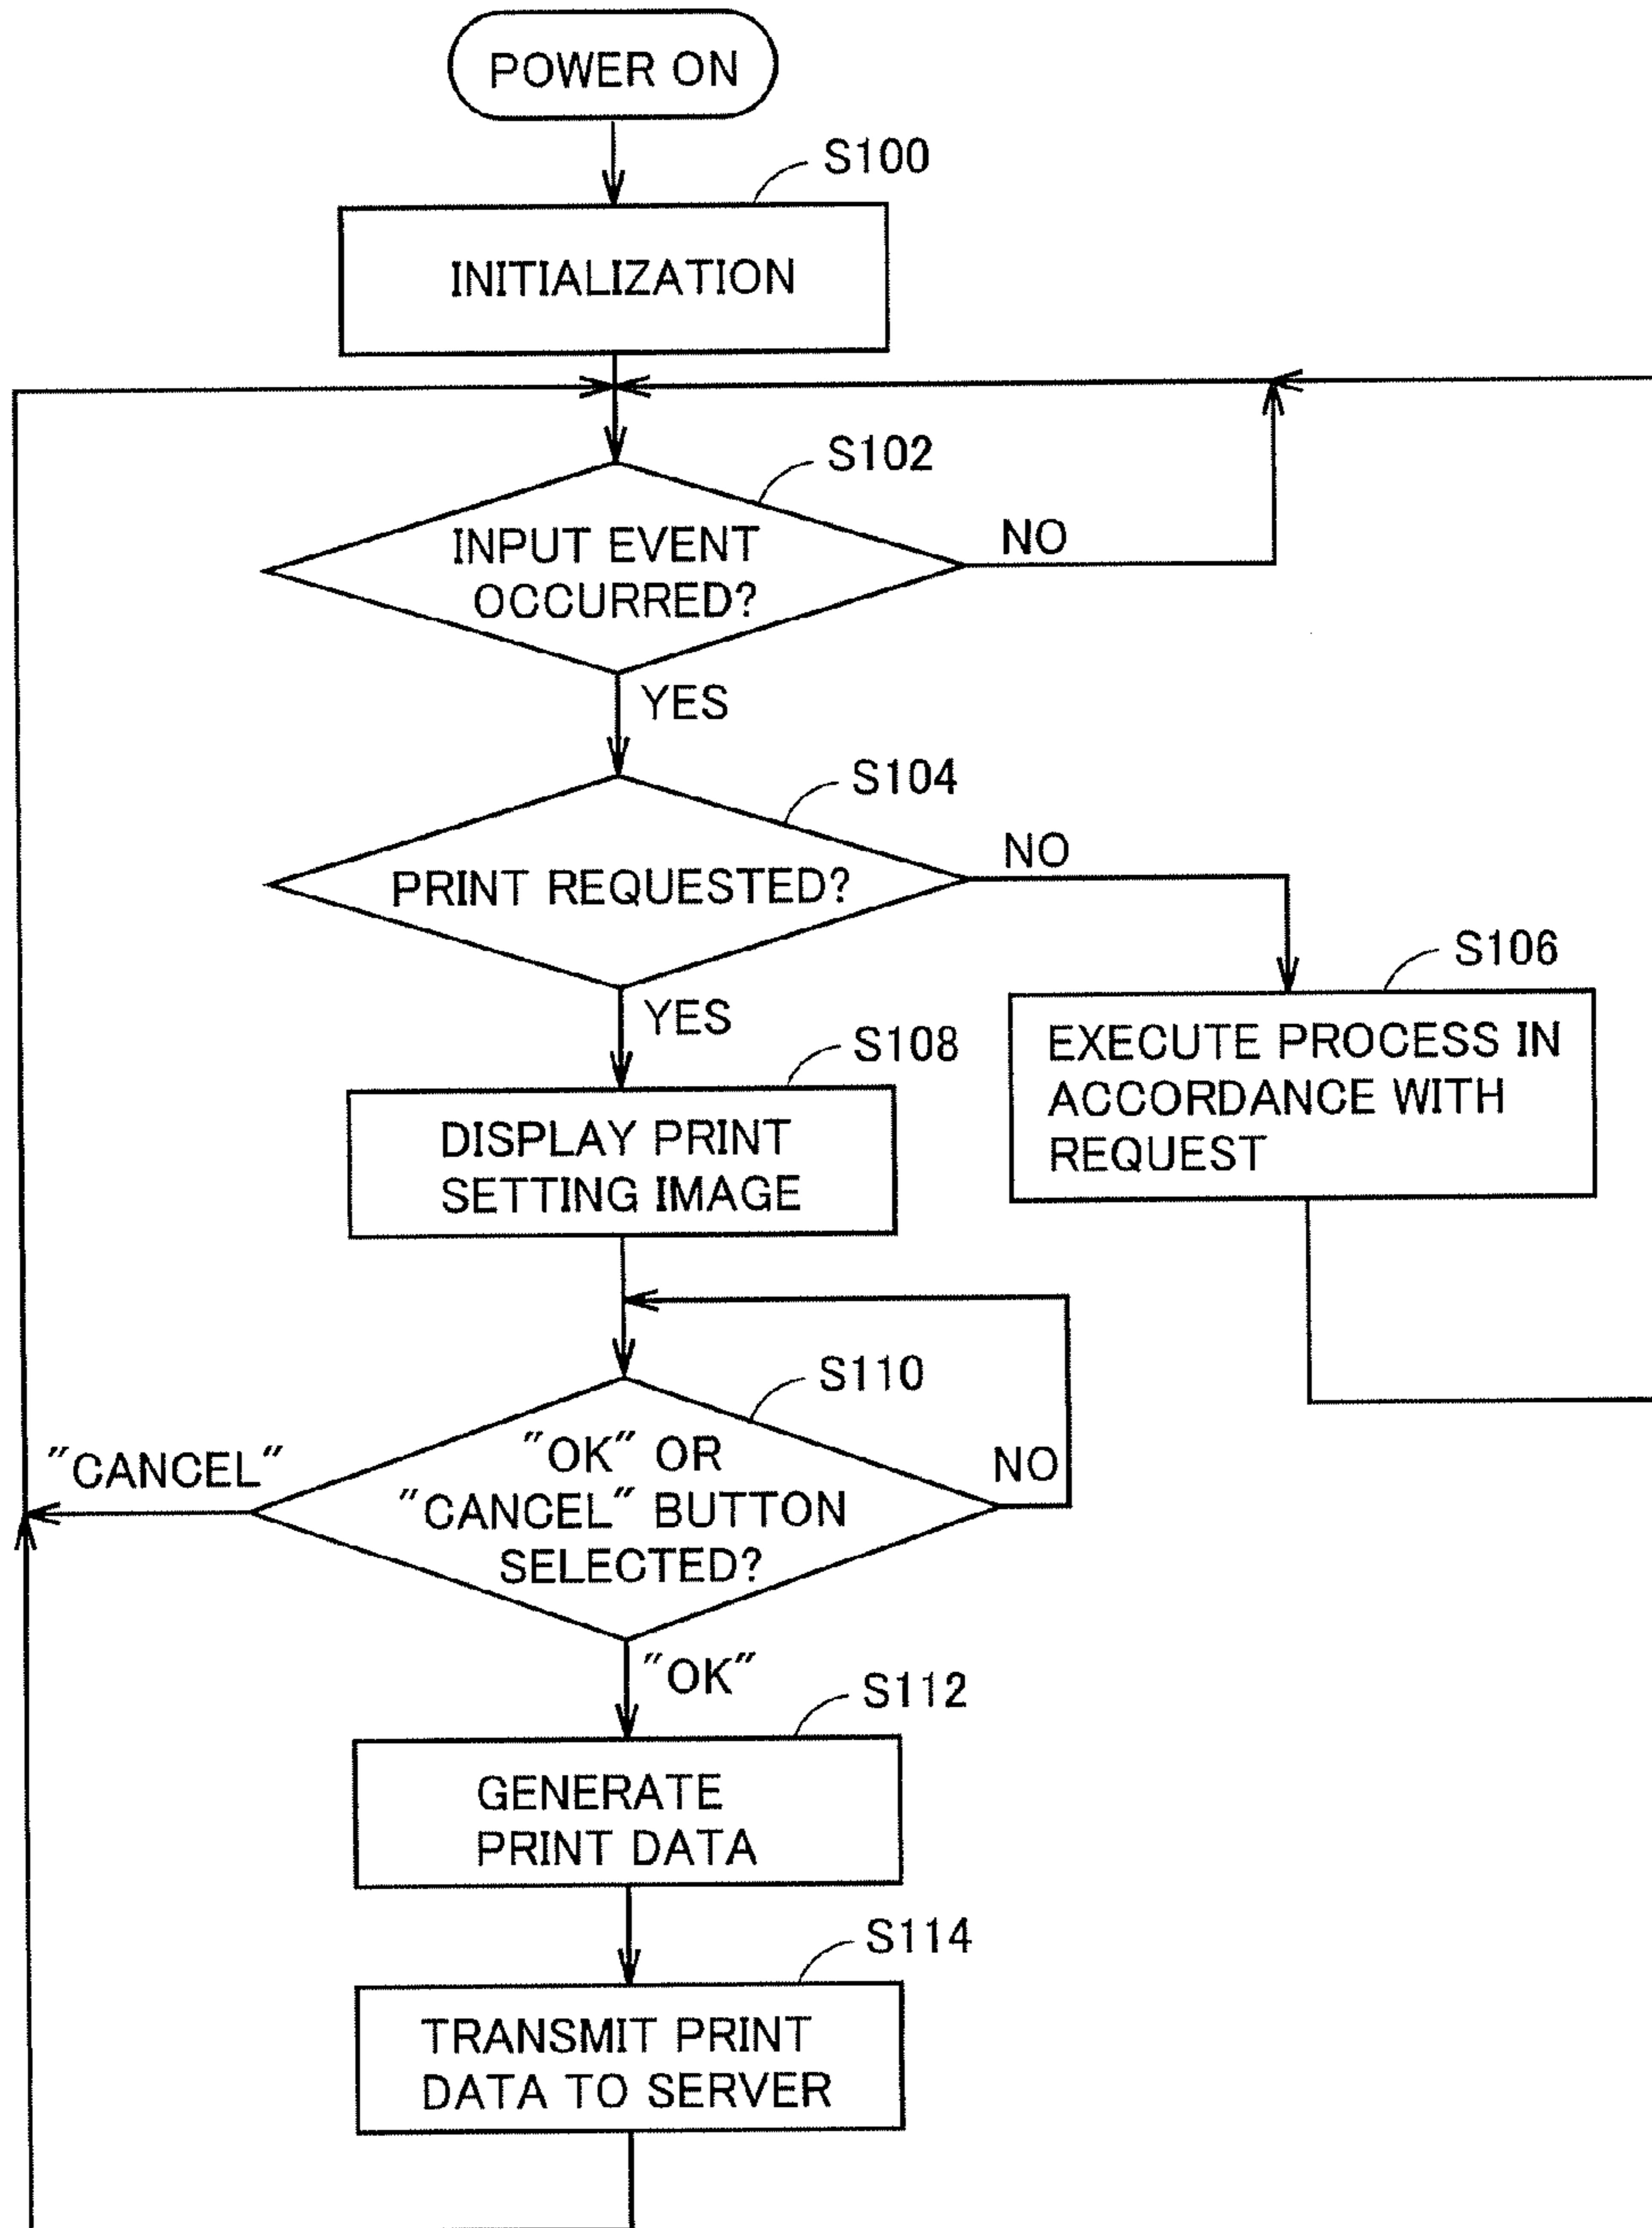 POWER ON
S100
INITIALIZATION
S102
INPUT EVENT
OCCURRED?
NO
YES
S104
PRINT REQUESTED?
NO
YES
S106
EXECUTE PROCESS IN
ACCORDANCE WITH
REQUEST
S108
DISPLAY PRINT
SETTING IMAGE
S110
"OK" OR
"CANCEL" BUTTON
SELECTED?
"CANCEL"
NO
"OK"
S112
GENERATE
PRINT DATA
S114
TRANSMIT PRINT
DATA TO SERVER